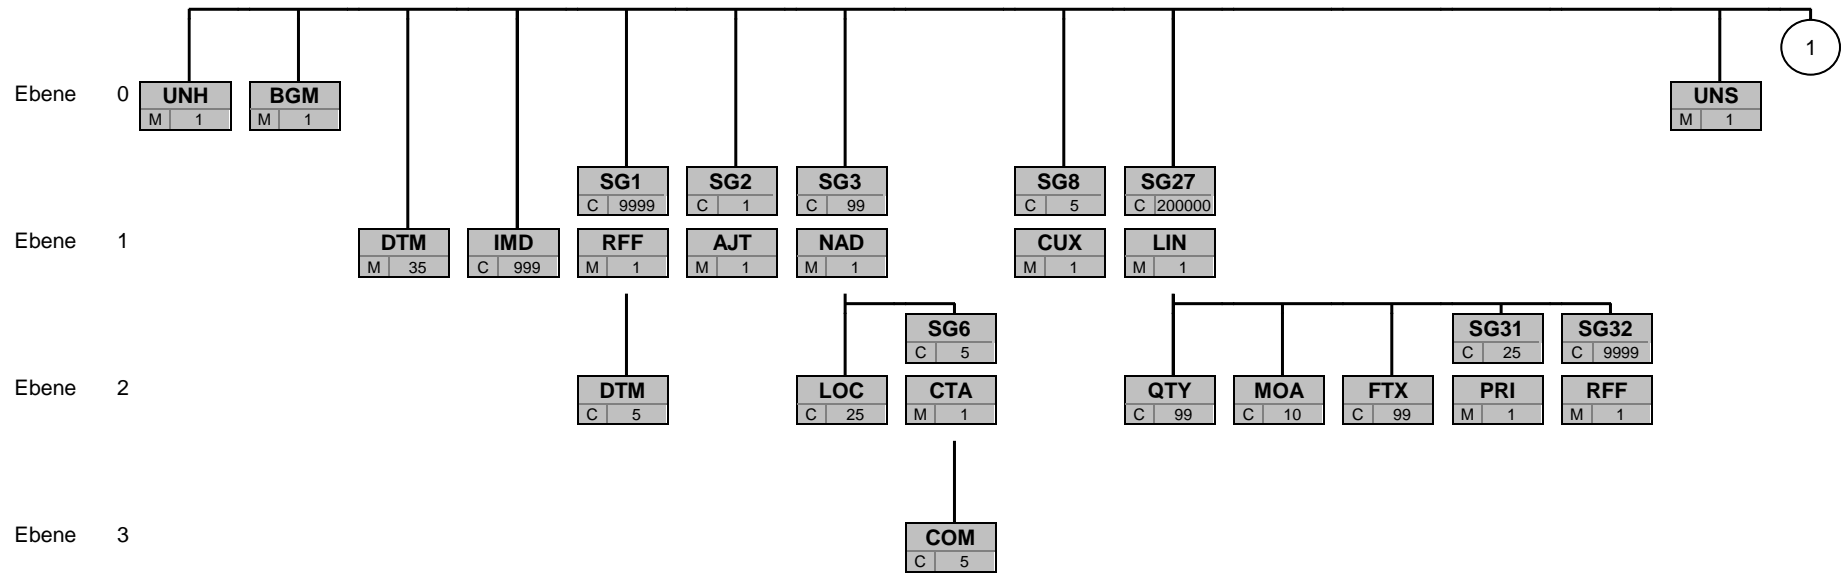 1
Ebene 0 UNH BGM UNS
M 1 M 1 M 1
SG1 SG2 SG3 SG8 SG27
C 9999 C 1 C 99 C 5 C 200000
Ebene 1 DTM IMD RFF AJT NAD CUX LIN
M 35 C 999 M 1 M 1 M 1 M 1 M 1
SG6 SG31 SG32
C 5 C 25 C 9999
Ebene 2 DTM LOC CTA QTY MOA FTX PRI RFF
C 5 C 25 M 1 C 99 C 10 C 99 M 1 M 1
Ebene 3 COM
C 5